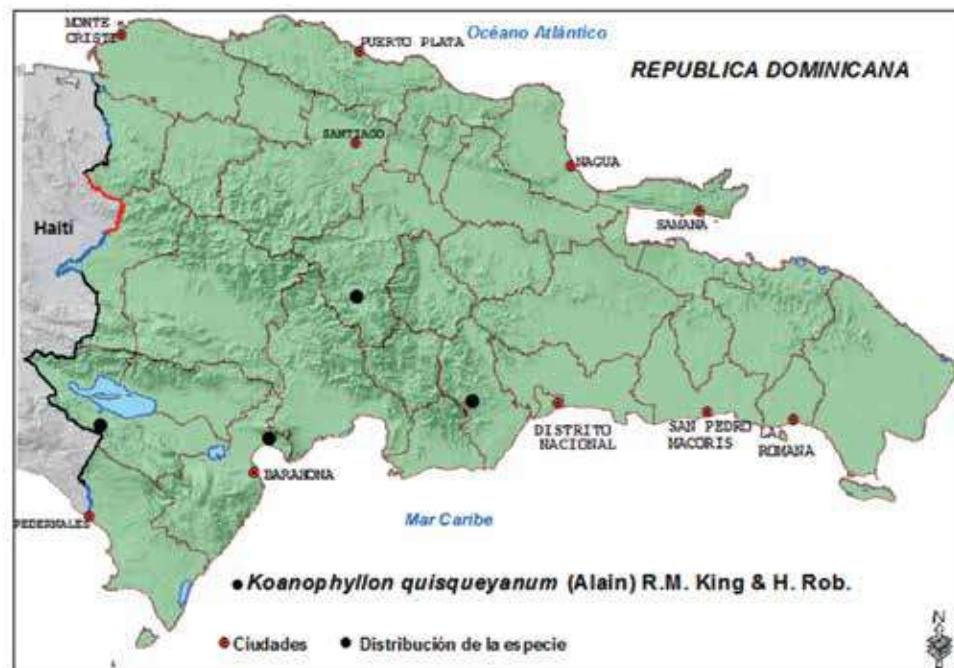 MONTE
CRISTI
PUERTO PLATA
Océano Atlántico
REPUBLICA DOMINICANA
SANTIAGO
NAGUA
SAMANA
Haití
DISTRITO
NACIONAL
SAN PEDRO
MACORIS
LA
ROMANA
BARAHONA
PEDERNALES
Mar Caribe
Koanophyllon quisqueyanum (Alain) R.M. King & H. Rob.
Ciudades
Distribución de la especie
N